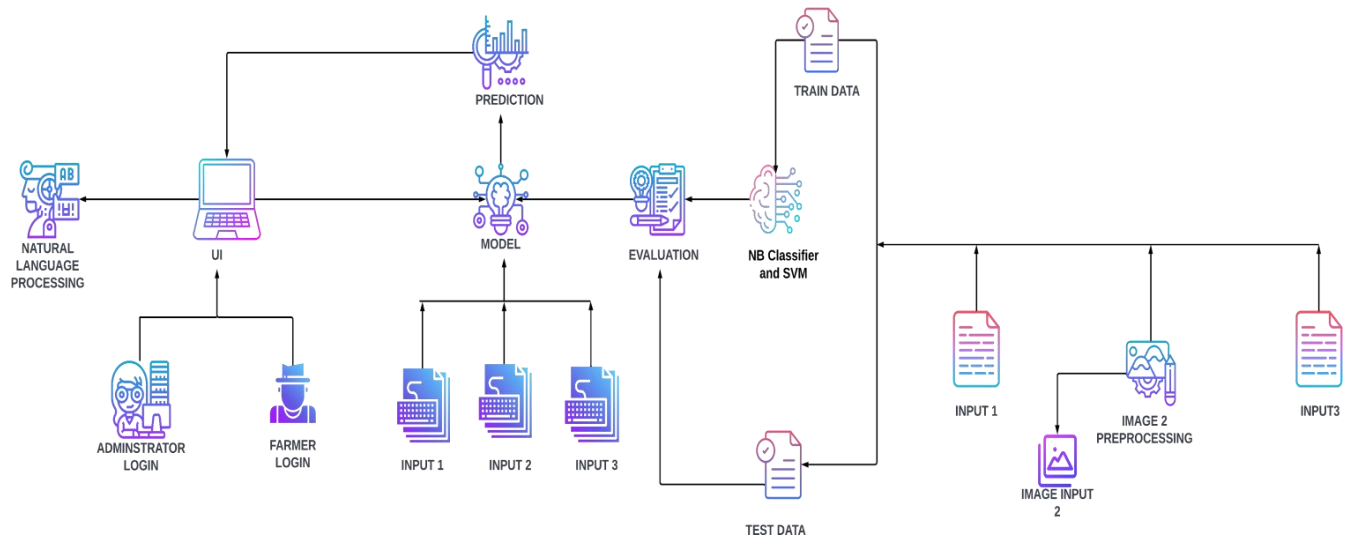 TRAIN DATA
PREDICTION
AB
NATURAL
LANGUAGE
PROCESSING
UI
MODEL
EVALUATION
NB Classifier
and SVM
ADMINSTRATOR
LOGIN
FARMER
LOGIN
INPUT 1
INPUT 2
INPUT 3
TEST DATA
INPUT 1
IMAGE 2
PREPROCESSING
INPUT3
IMAGE INPUT
2